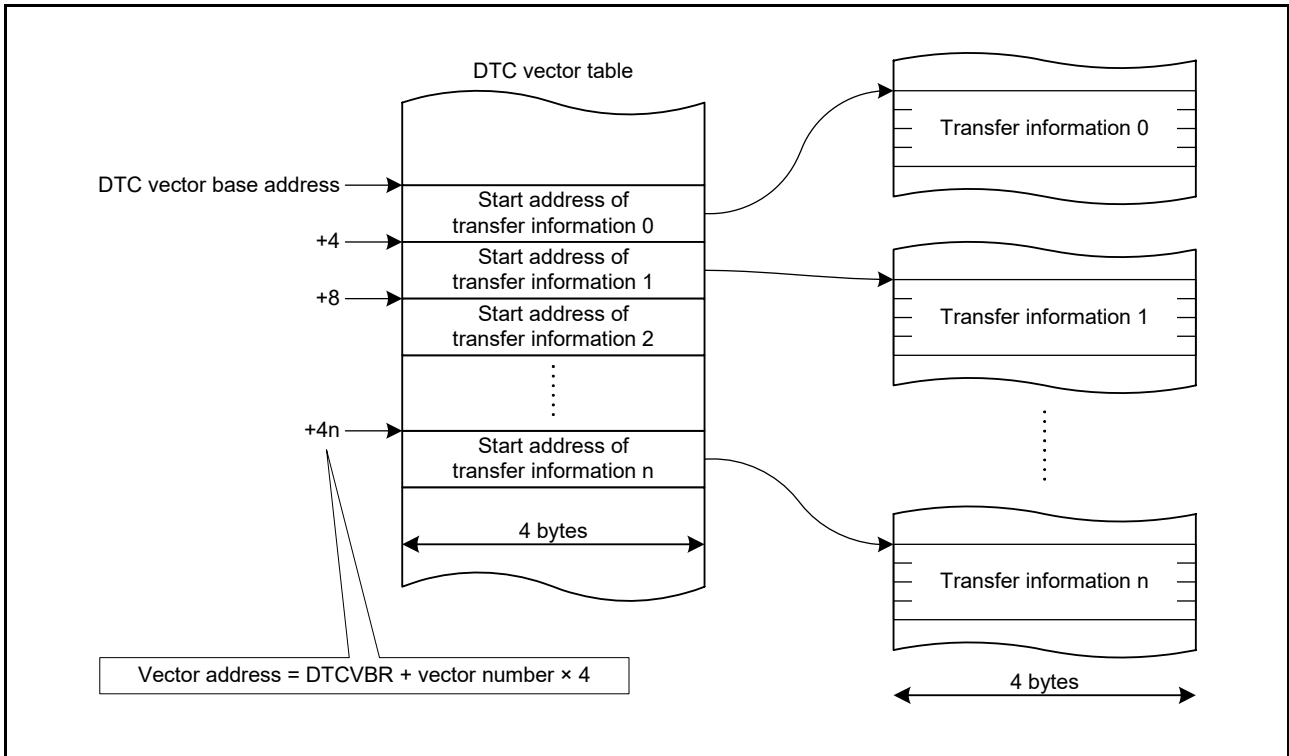 DTC vector table
DTC vector base address
Start address of
transfer information 0
+4
Start address of
transfer information 1
+8
Start address of
transfer information 2
+4n
Start address of
transfer information n
4 bytes
Vector address = DTCVBR + vector number × 4
Transfer information 0
Transfer information 1
Transfer information n
4 bytes